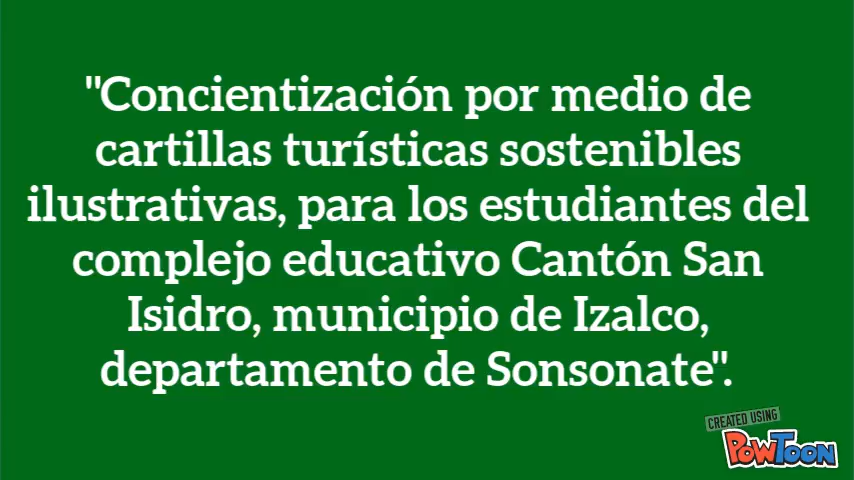 "Concientización por medio de
cartillas turísticas sostenibles
ilustrativas, para los estudiantes del
complejo educativo Cantón San
Isidro, municipio de Izalco,
departamento de Sonsonate".
CREATED USING
PowToon